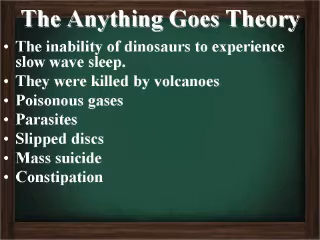 The Anything Goes Theory
• The inability of dinosaurs to experience
slow wave sleep.
• They were killed by volcanoes
• Poisonous gases
• Parasites
• Slipped discs
• Mass suicide
• Constipation